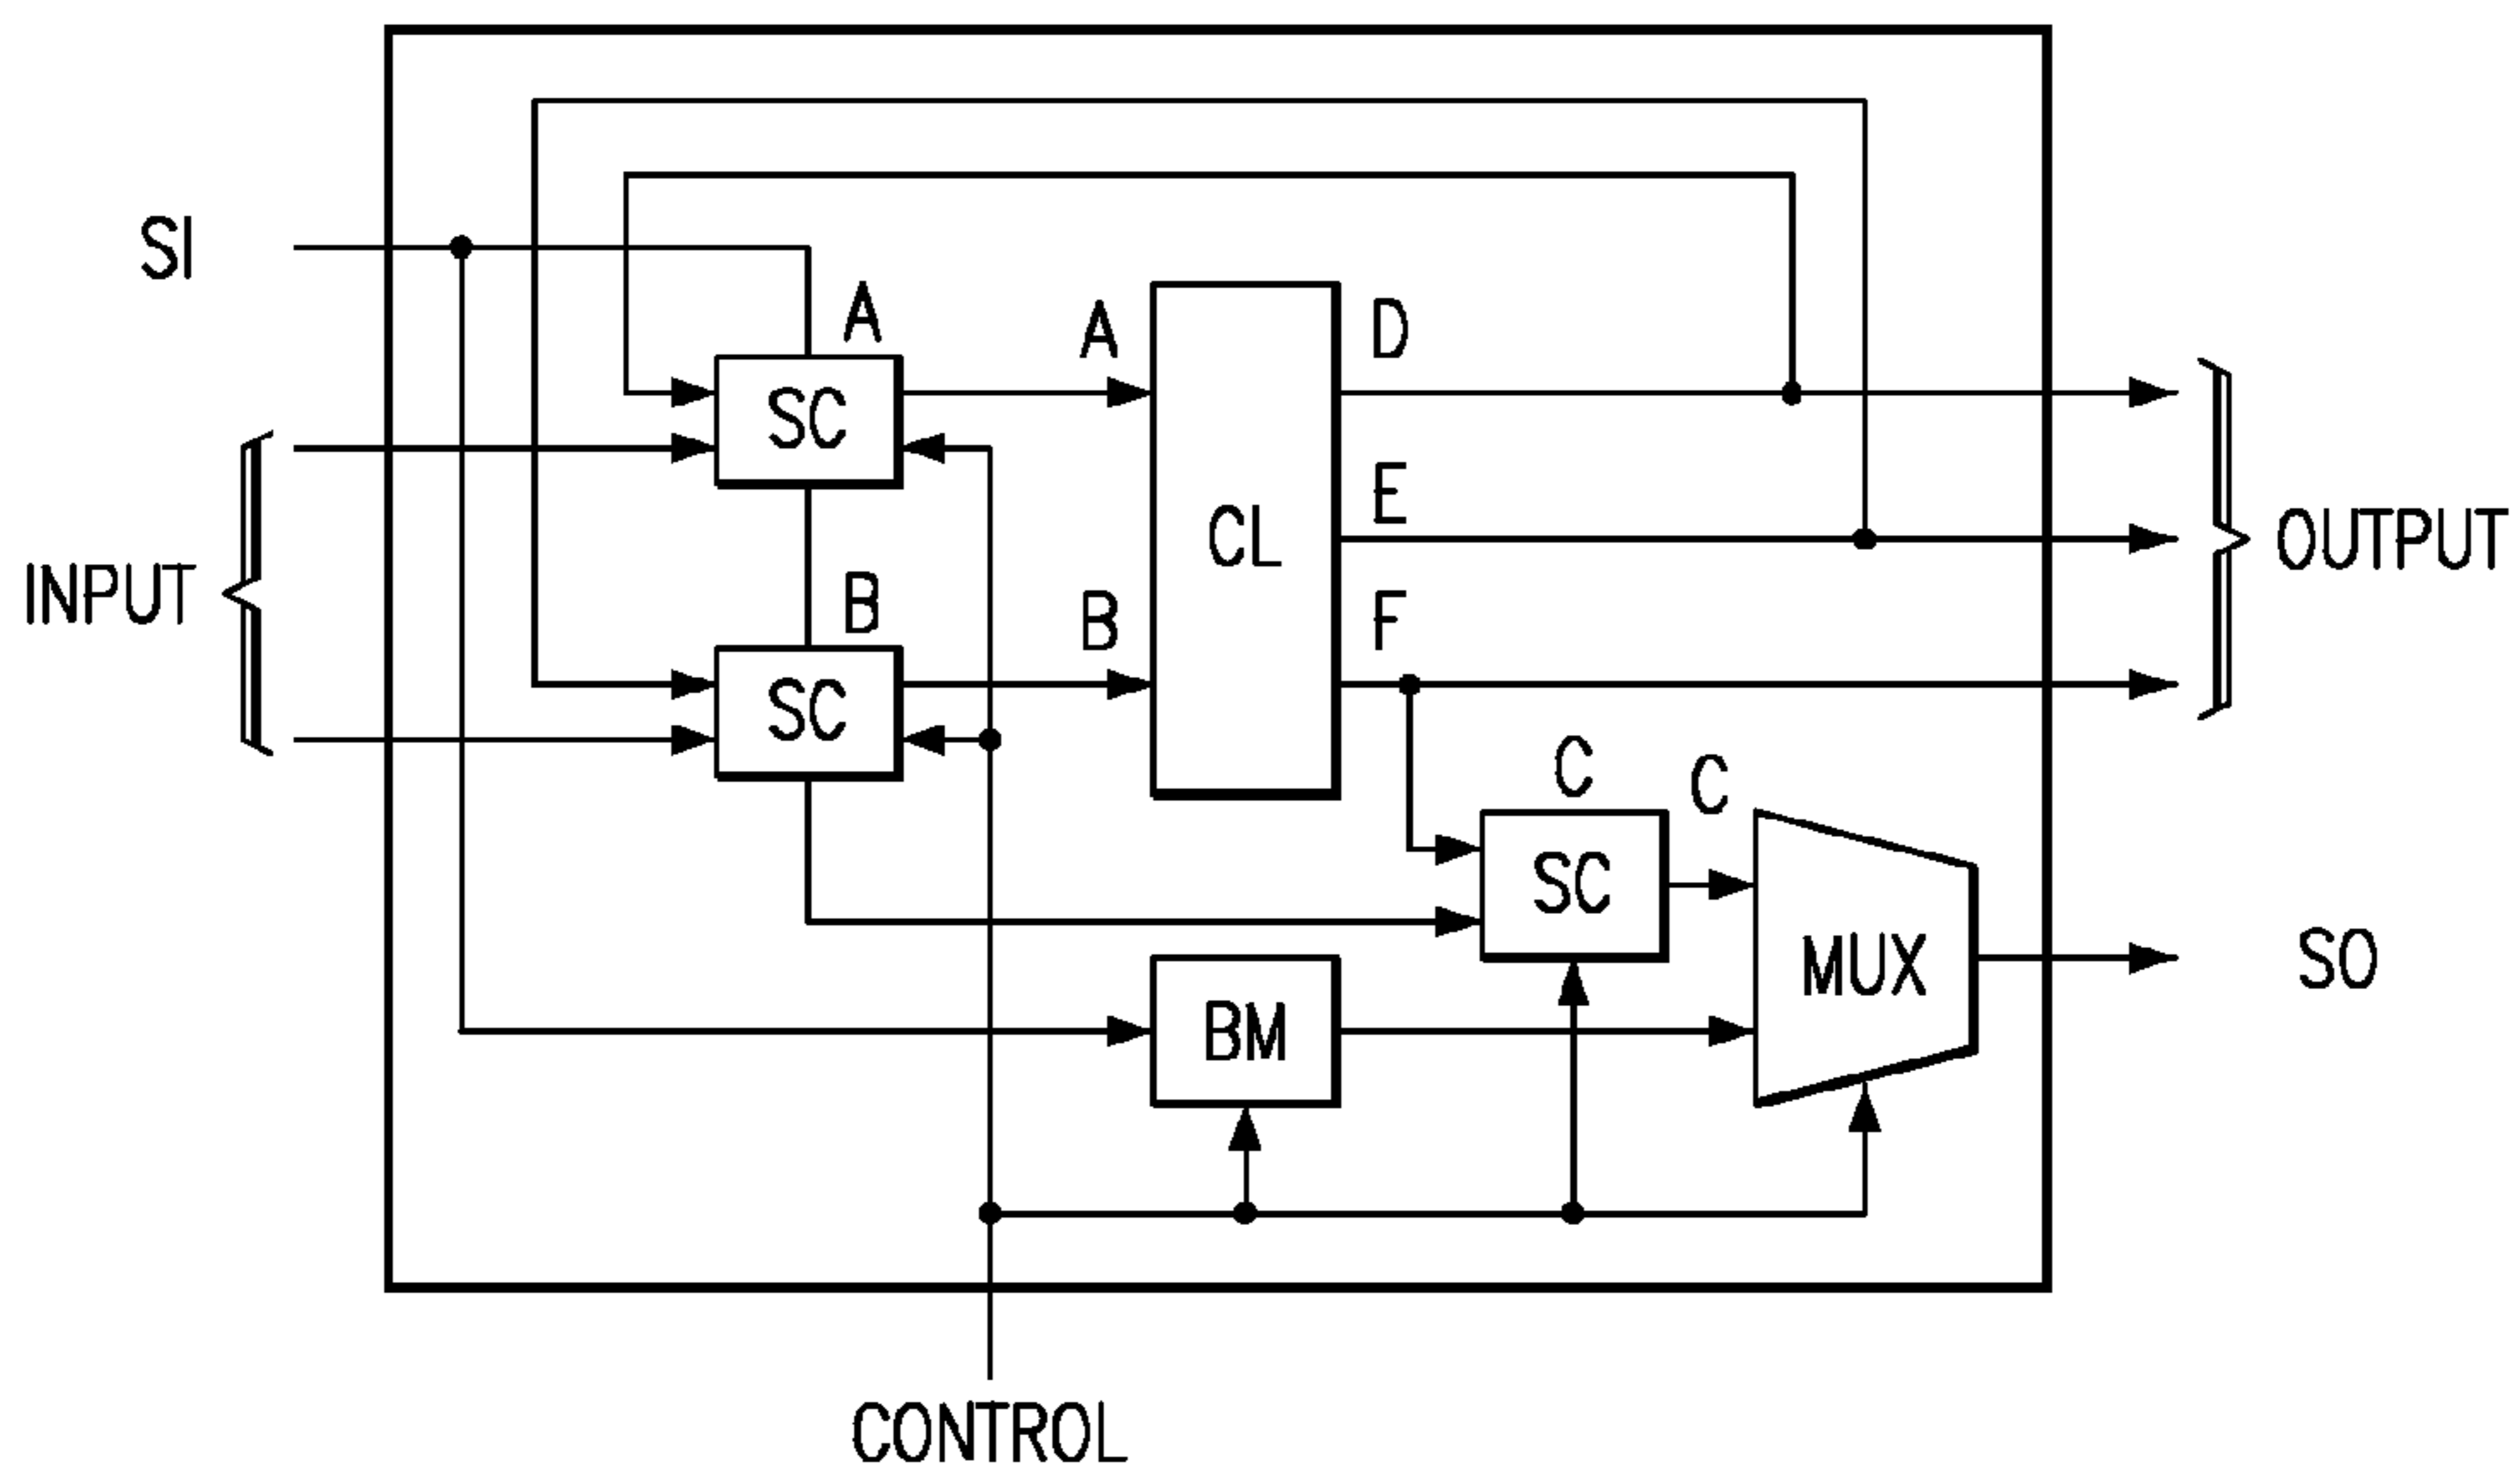 SI
A
A
D
SC
E
INPUT
CL
OUTPUT
B
B
F
SC
C
C
SC
MUX
SO
BM
CONTROL